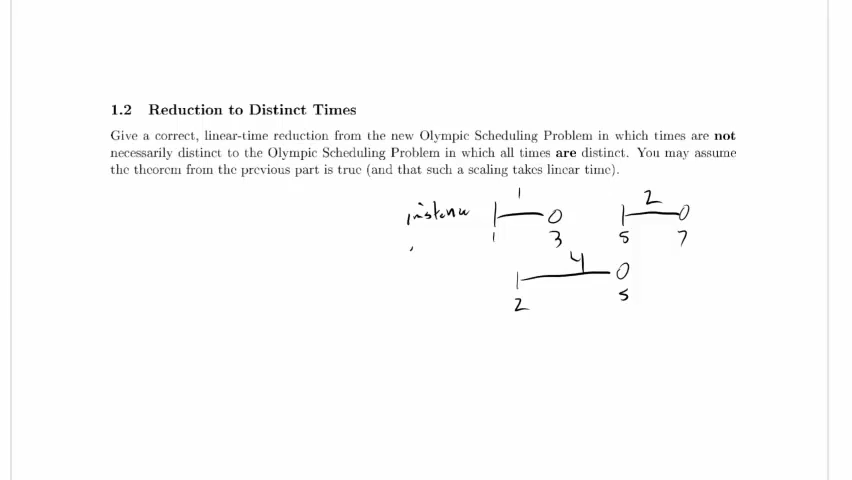 1.2 Reduction to Distinct Times
Give a correct, linear-time reduction from the new Olympic Scheduling Problem in which times are not
necessarily distinct to the Olympic Scheduling Problem in which all times are distinct. You may assume
the theorem from the previous part is true (and that such a scaling takes linear time).
1 2
instance
1 3 5 7
4
2 5